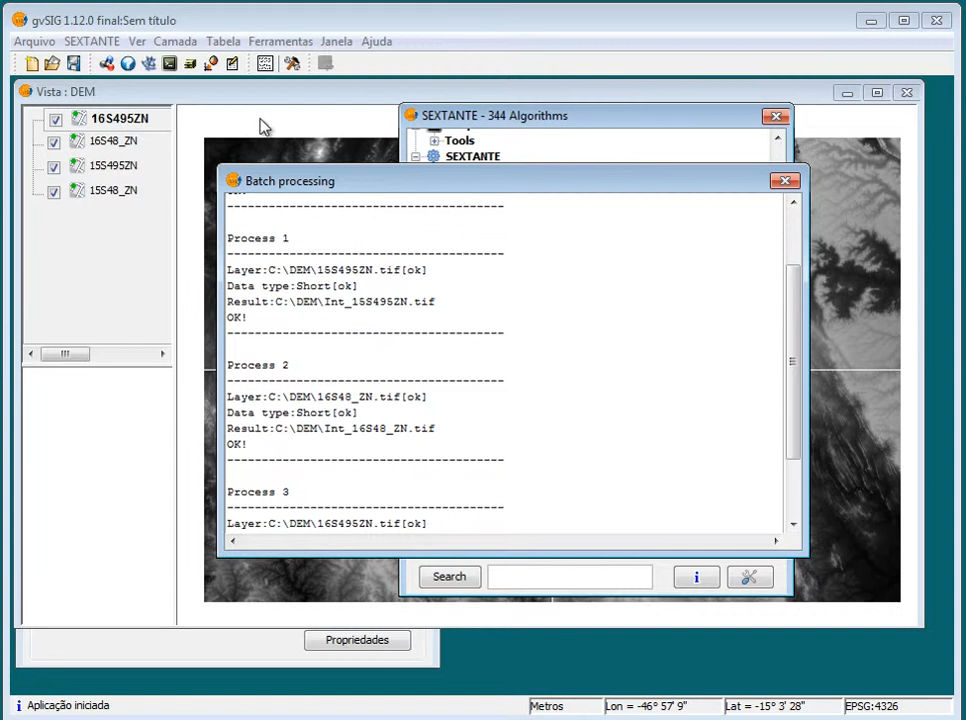 gvSIG 1.12.0 final:Sem título
Arquivo SEXTANTE Ver Camada Tabela Ferramentas Janela Ajuda
Vista : DEM
16S495ZN
16S48_ZN
15S495ZN
15S48_ZN
SEXTANTE - 344 Algorithms
Tools
SEXTANTE
Batch processing
----------------------------------------
Process 1
----------------------------------------
Layer:C:\DEM\15S495ZN.tif[ok]
Data type:Short[ok]
Result:C:\DEM\Int_15S495ZN.tif
OK!
----------------------------------------
Process 2
----------------------------------------
Layer:C:\DEM\16S48_ZN.tif[ok]
Data type:Short[ok]
Result:C:\DEM\Int_16S48_ZN.tif
OK!
----------------------------------------
Process 3
----------------------------------------
Layer:C:\DEM\16S495ZN.tif[ok]
Search
Propriedades
Aplicação iniciada
Metros
Lon = -46° 57' 9"
Lat = -15° 3' 28"
EPSG:4326